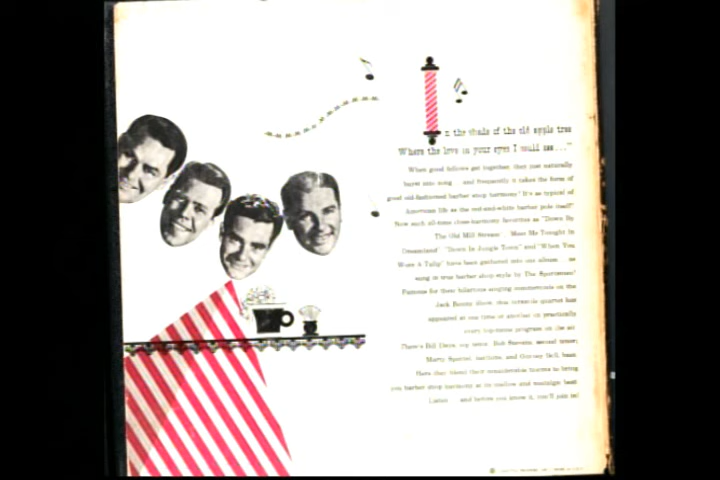 In the shade of the old apple tree
Where the love in your eyes I could see . . ."
When good fellows get together, they just naturally
burst into song . . . and frequently it takes the form of
good old-fashioned barber shop harmony! It's as typical of
American life as the red-and-white barber pole itself!
Now such all-time close-harmony favorites as "Down By
The Old Mill Stream" "Meet Me Tonight In
Dreamland" "Down In Jungle Town" and "When You
Wore A Tulip" have been gathered into one album . . . as
sung in true barber shop style by The Sportsmen!
Famous for their hilarious singing commercials on the
Jack Benny show, this versatile quartet has
appeared at one time or another on practically
every top-name program on the air.
There's Bill Days, top tenor; Bob Stevens, second tenor;
Marty Sperzel, baritone; and Gurney Bell, bass.
Here they blend their considerable talents to bring
you barber shop harmony at its mellow and nostalgic best!
Listen . . . and before you know it, you'll join in!